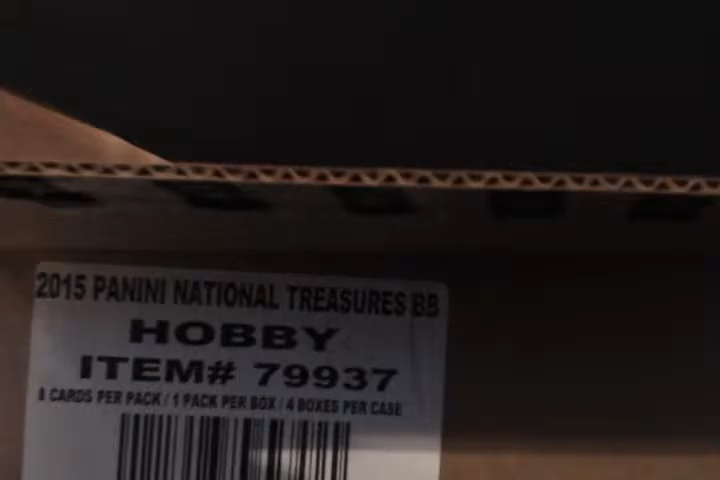 2015 PANINI NATIONAL TREASURES BB
HOBBY
ITEM# 79937
8 CARDS PER PACK / 1 PACK PER BOX / 4 BOXES PER CASE